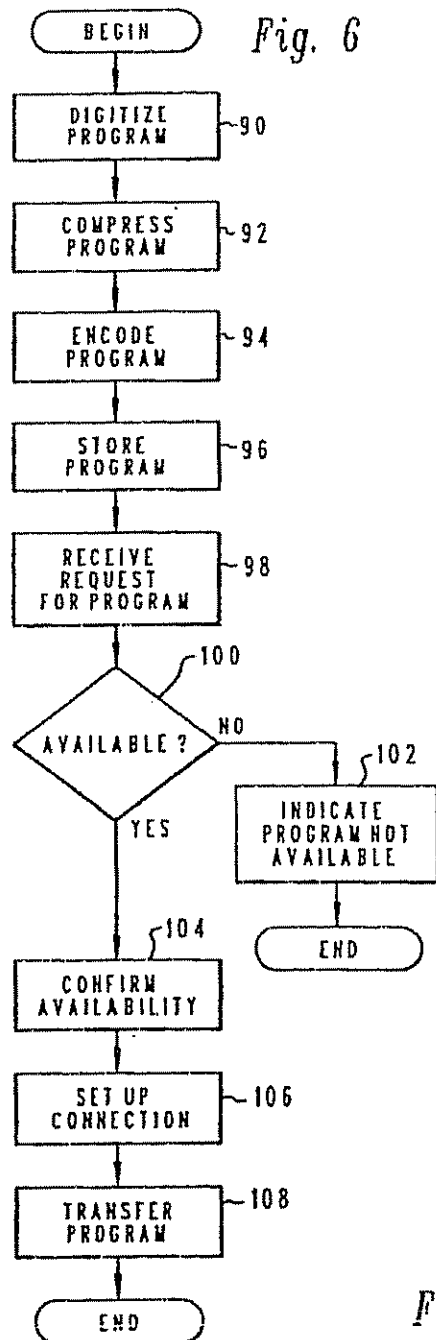 BEGIN
Fig. 6
DIGITIZE
PROGRAM
90
COMPRESS
PROGRAM
92
ENCODE
PROGRAM
94
STORE
PROGRAM
96
RECEIVE
REQUEST
FOR PROGRAM
98
100
AVAILABLE ?
NO
YES
102
INDICATE
PROGRAM NOT
AVAILABLE
END
104
CONFIRM
AVAILABILITY
SET UP
CONNECTION
106
TRANSFER
PROGRAM
108
END
F